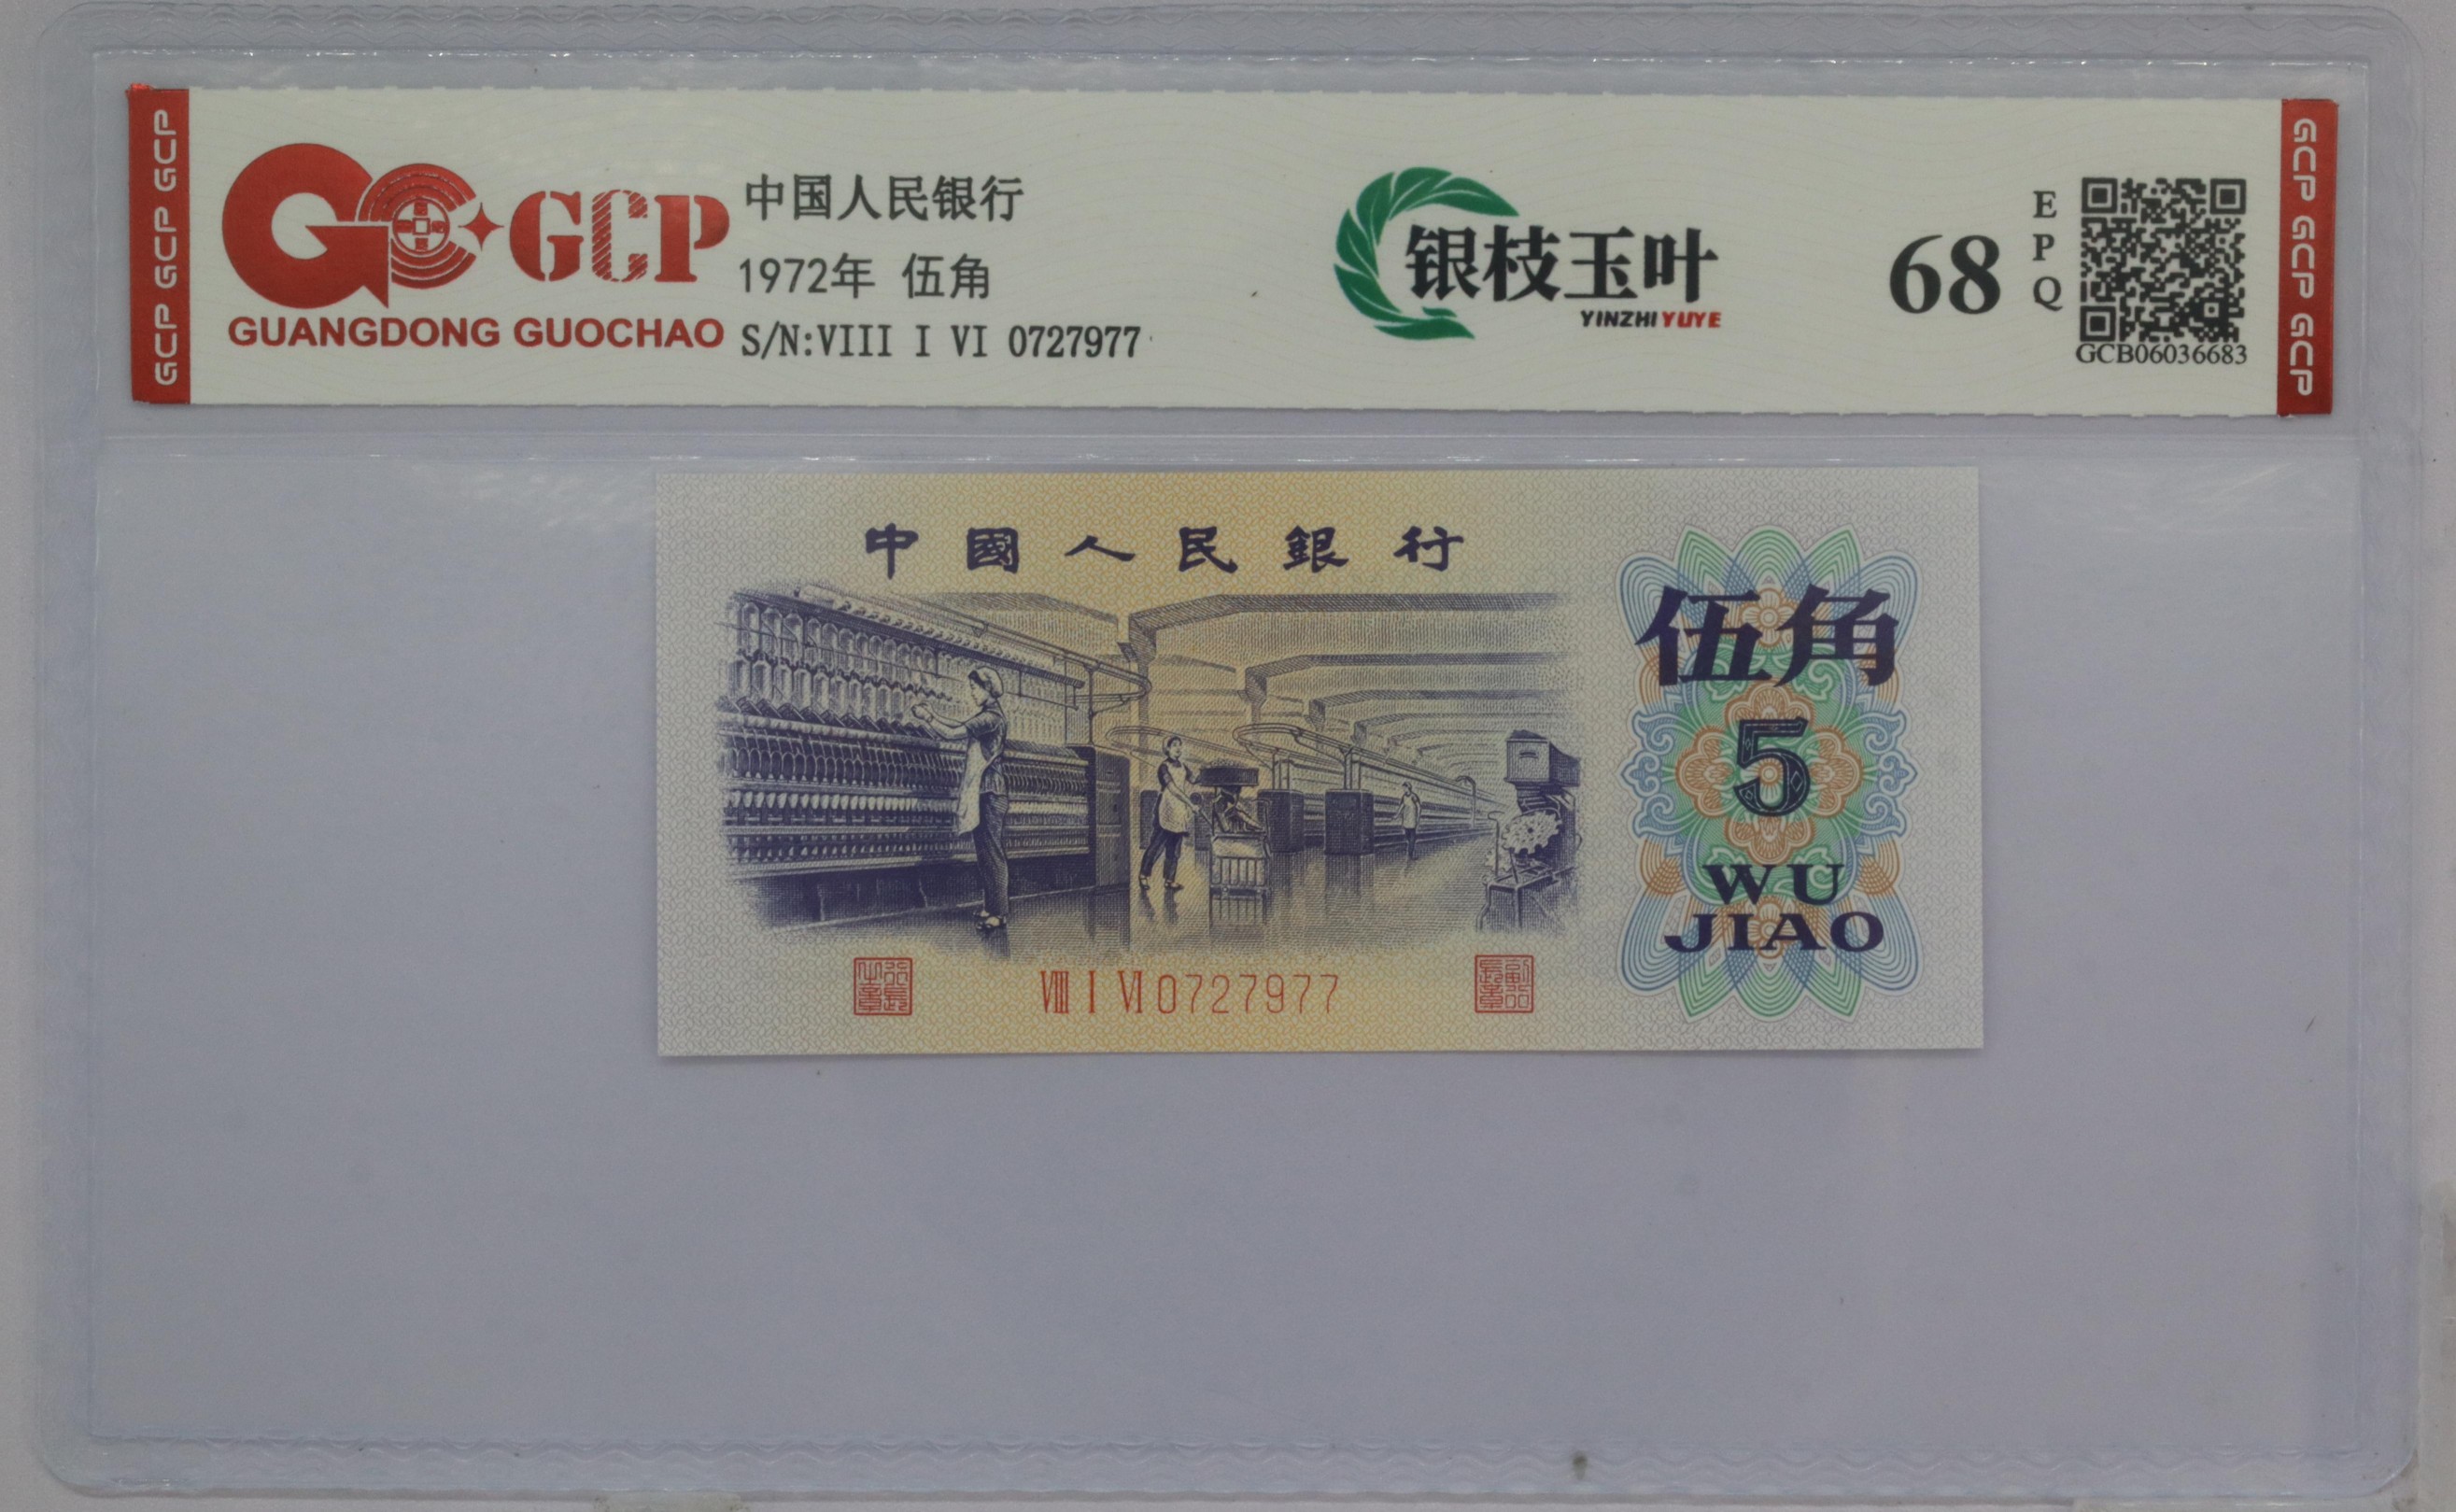 GCP GCP GCP
GCP
GUANGDONG GUOCHAO
中国人民银行
1972年 伍角
S/N:VIII I VI 0727977
银枝玉叶
YINZHI YUYE
68
EPQ
GCB06036683
GCP GCP GCP
中國人民銀行
伍角
5
WU
JIAO
VIII I VI 0727977